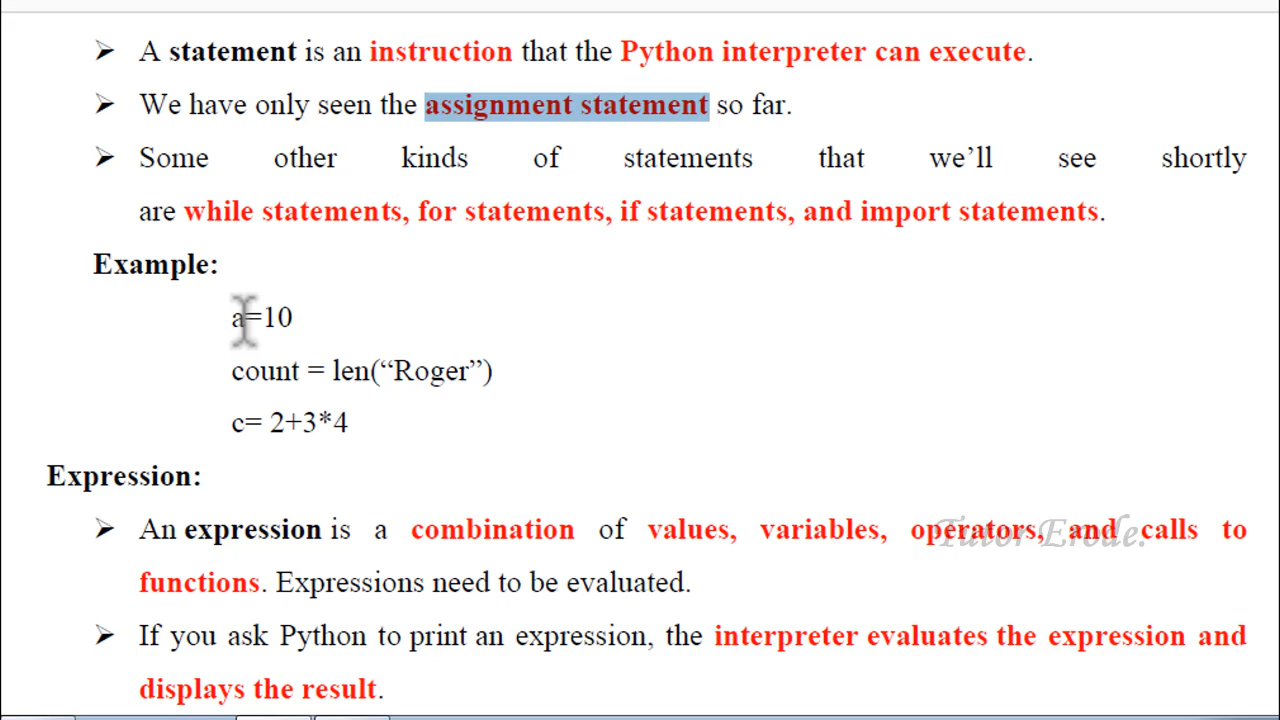 ➢ A statement is an instruction that the Python interpreter can execute.
➢ We have only seen the assignment statement so far.
➢ Some other kinds of statements that we’ll see shortly
are while statements, for statements, if statements, and import statements.
Example:
a=10
count = len(“Roger”)
c= 2+3*4
Expression:
➢ An expression is a combination of values, variables, operators, and calls to
Tutor Erode.
functions. Expressions need to be evaluated.
➢ If you ask Python to print an expression, the interpreter evaluates the expression and
displays the result.